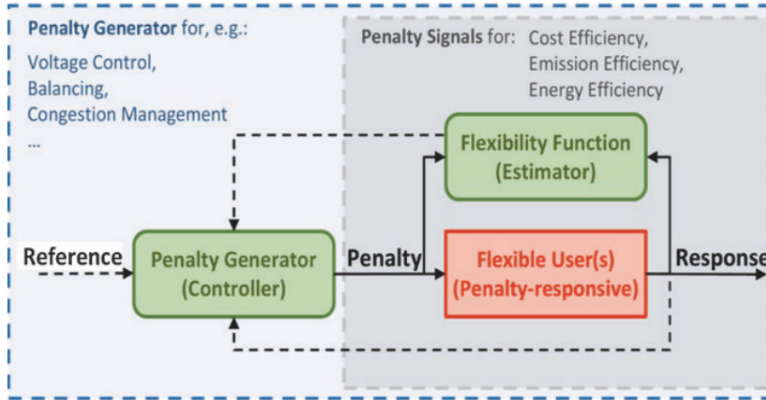 Penalty Generator for, e.g.:
Voltage Control,
Balancing,
Congestion Management
...
Penalty Signals for: Cost Efficiency,
Emission Efficiency,
Energy Efficiency
Flexibility Function
(Estimator)
Reference
Penalty Generator
(Controller)
Penalty
Flexible User(s)
(Penalty-responsive)
Response